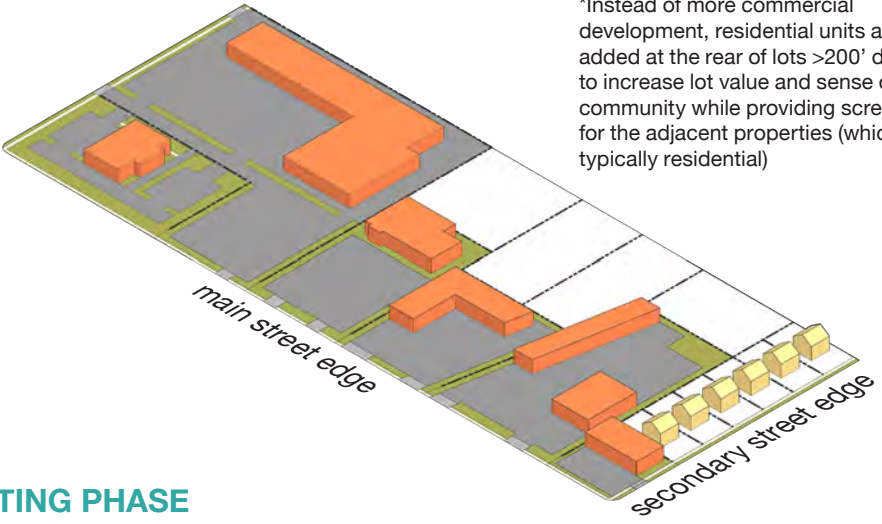 *Instead of more commercial
development, residential units a
added at the rear of lots >200’ d
to increase lot value and sense
community while providing scre
for the adjacent properties (whic
typically residential)
main street edge
secondary street edge
TING PHASE